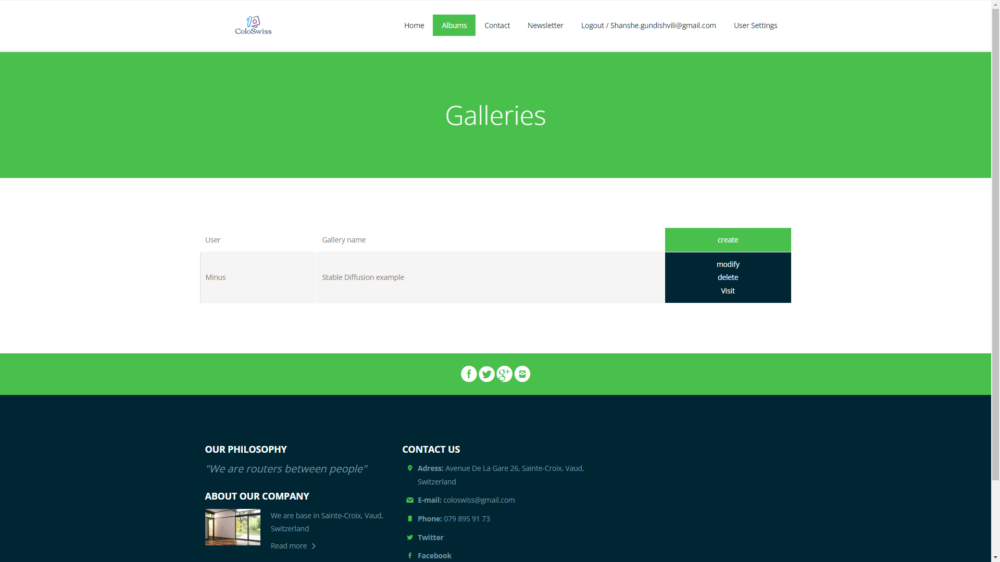 ColoSwiss
Home
Albums
Contact
Newsletter
Logout / Shanshe.gundishvili@gmail.com
User Settings
Galleries
User
Gallery name
create
Minus
Stable Diffusion example
modify
delete
Visit
OUR PHILOSOPHY
"We are routers between people"
ABOUT OUR COMPANY
We are base in Sainte-Croix, Vaud,
Switzerland
Read more
CONTACT US
Adress: Avenue De La Gare 26, Sainte-Croix, Vaud,
Switzerland
E-mail: coloswiss@gmail.com
Phone: 079 895 91 73
Twitter
Facebook